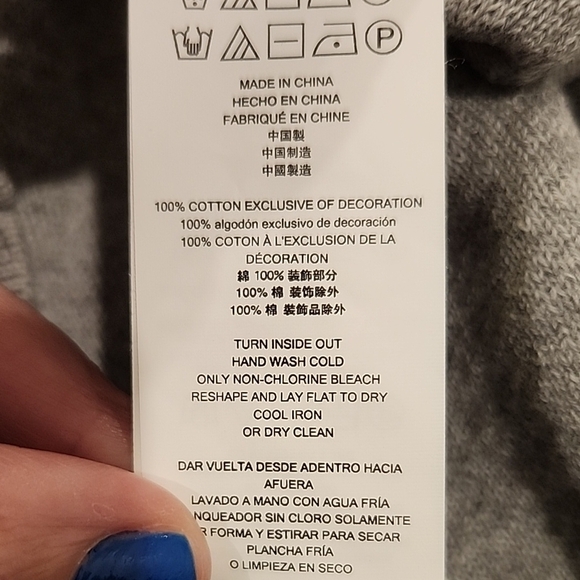 P
MADE IN CHINA
HECHO EN CHINA
FABRIQUÉ EN CHINE
中国製
中国制造
中國製造
100% COTTON EXCLUSIVE OF DECORATION
100% algodón exclusivo de decoración
100% COTON À L'EXCLUSION DE LA
DÉCORATION
綿 100% 装飾部分
100% 棉 装饰除外
100% 棉 裝飾品除外
TURN INSIDE OUT
HAND WASH COLD
ONLY NON-CHLORINE BLEACH
RESHAPE AND LAY FLAT TO DRY
COOL IRON
OR DRY CLEAN
DAR VUELTA DESDE ADENTRO HACIA
AFUERA
LAVADO A MANO CON AGUA FRÍA
NQUEADOR SIN CLORO SOLAMENTE
R FORMA Y ESTIRAR PARA SECAR
PLANCHA FRÍA
O LIMPIEZA EN SECO